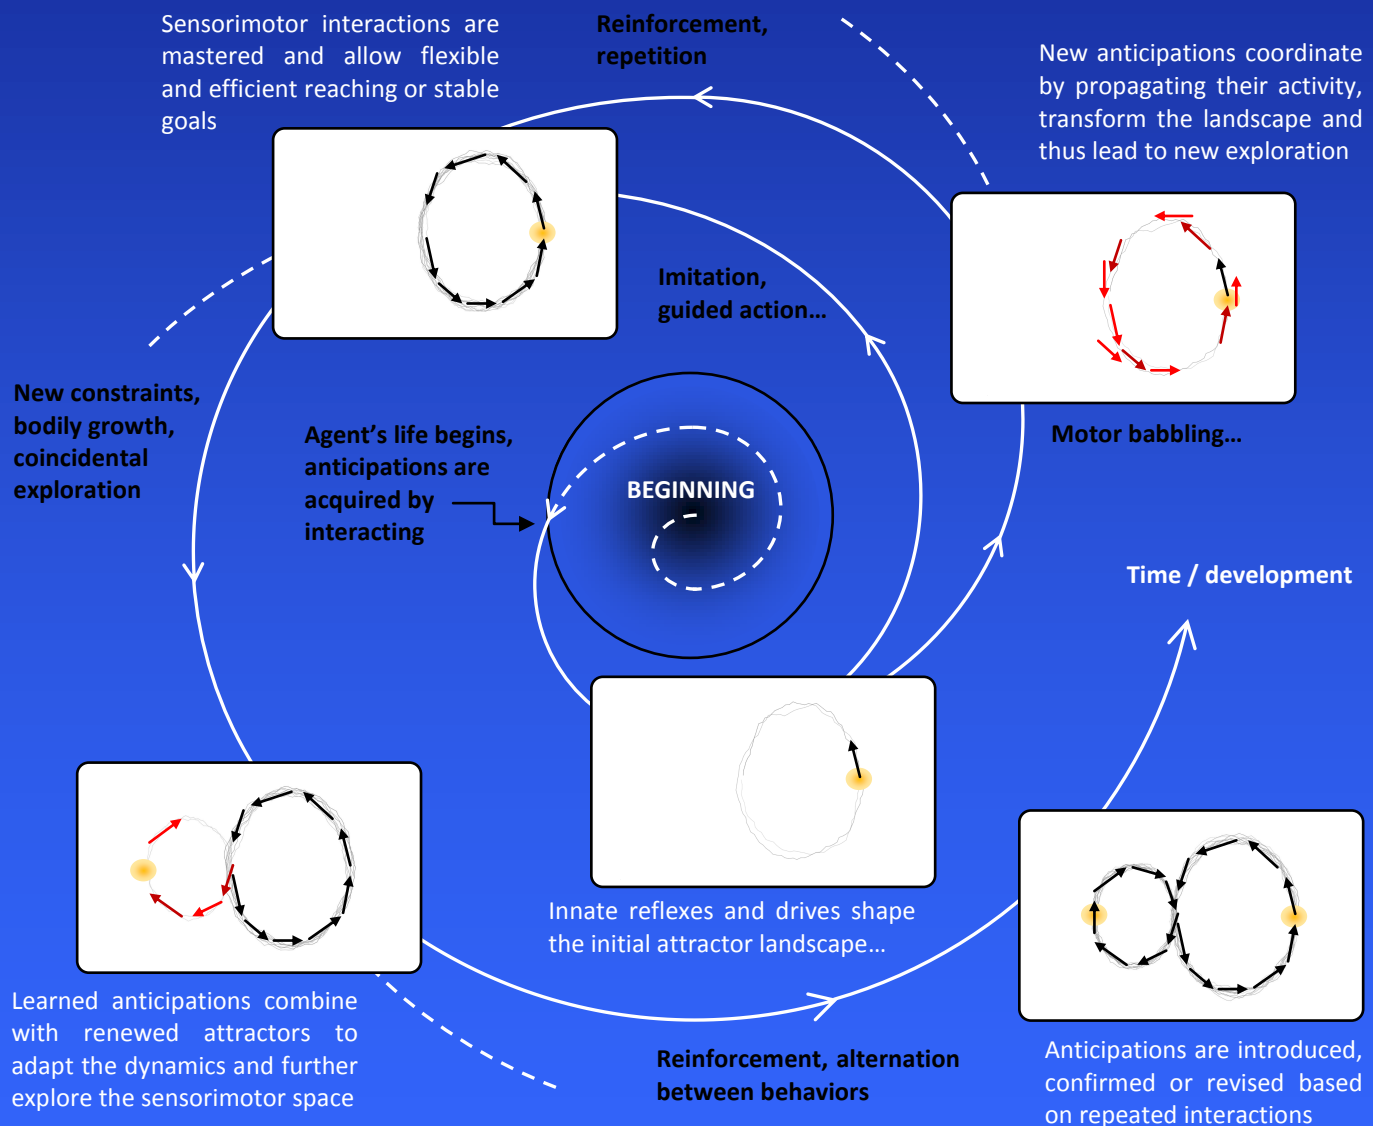 Sensorimotor interactions are
mastered and allow flexible
and efficient reaching or stable
goals
Reinforcement,
repetition
New anticipations coordinate
by propagating their activity,
transform the landscape and
thus lead to new exploration
Imitation,
guided action…
New constraints,
bodily growth,
coincidental
exploration
Agent's life begins,
anticipations are
acquired by
interacting
BEGINNING
Motor babbling…
Time / development
Innate reflexes and drives shape
the initial attractor landscape…
Learned anticipations combine
with renewed attractors to
adapt the dynamics and further
explore the sensorimotor space
Reinforcement, alternation
between behaviors
Anticipations are introduced,
confirmed or revised based
on repeated interactions